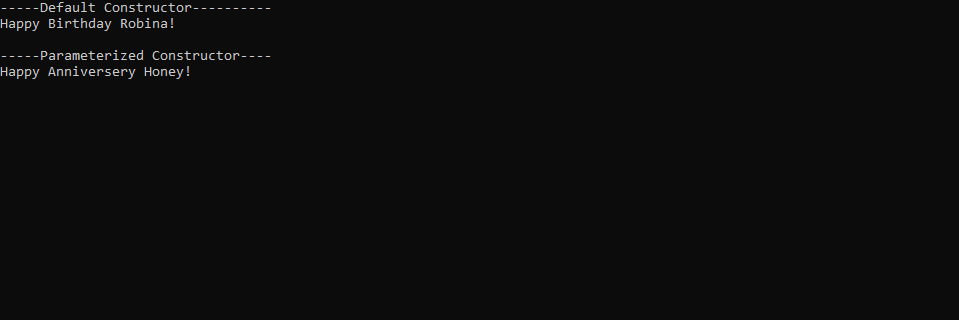 -----Default Constructor----------
Happy Birthday Robina!
-----Parameterized Constructor----
Happy Anniversery Honey!